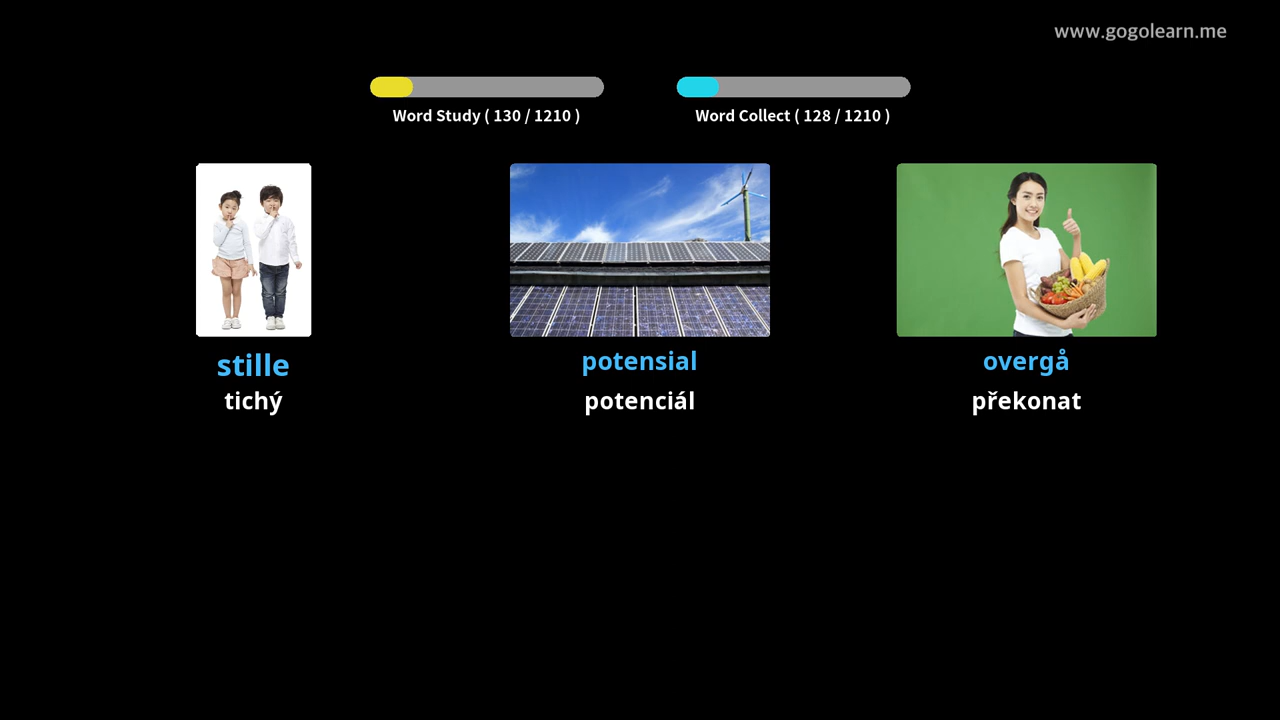 www.gogolearn.me
Word Study ( 130 / 1210 )
Word Collect ( 128 / 1210 )
stille
tichý
potensial
potenciál
overgå
překonat